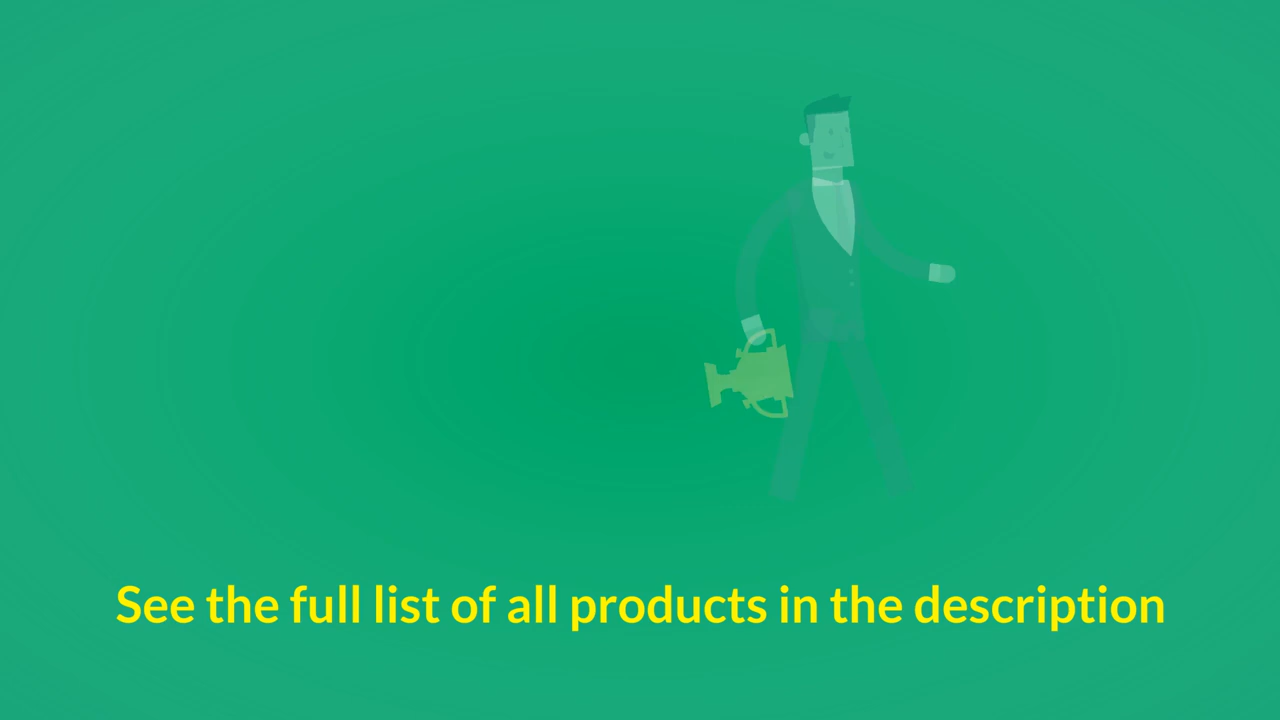 See the full list of all products in the description